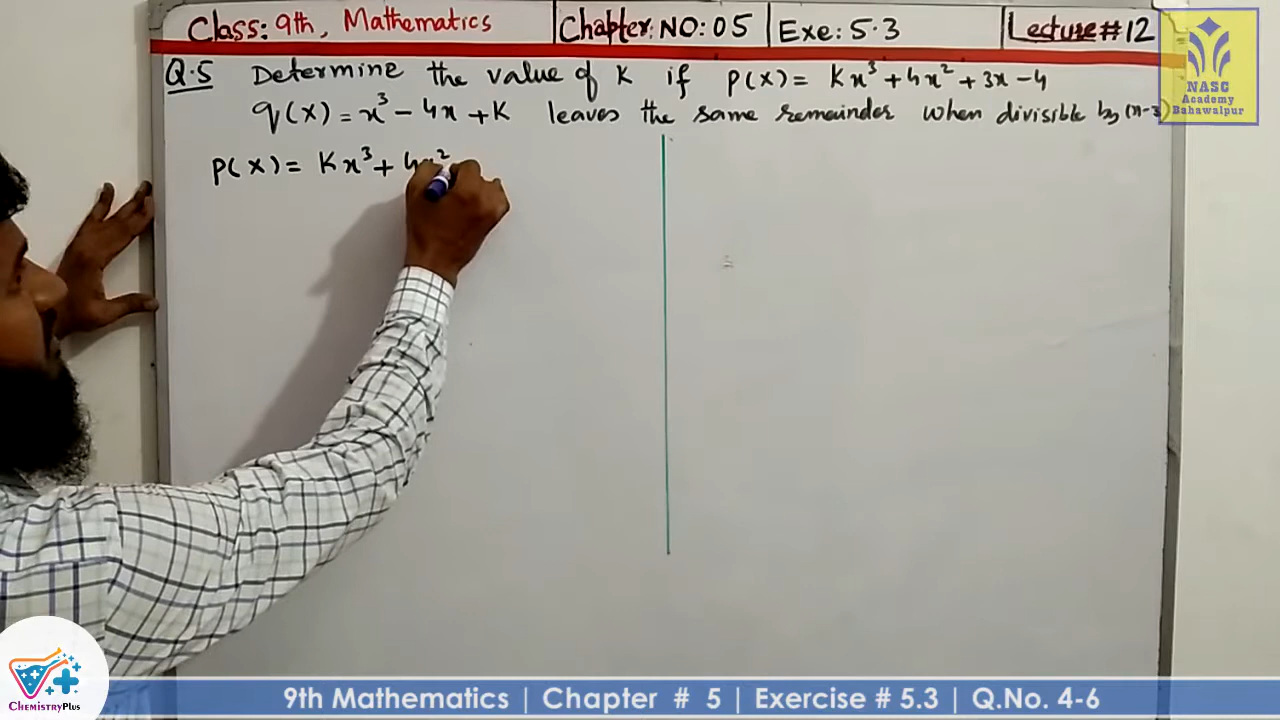 Class: 9th, Mathematics
Chapter: NO: 05
Exe: 5.3
Lecture # 12
NASC
Academy
Bahawalpur
Q.5 Determine the value of K if P(x) = Kx³ + 4x² + 3x - 4
q(x) = x³ - 4x + K leaves the same remainder when divisible by (x-3)
P(x) = Kx³ + 4x²
ChemistryPlus
9th Mathematics | Chapter # 5 | Exercise # 5.3 | Q.No. 4-6